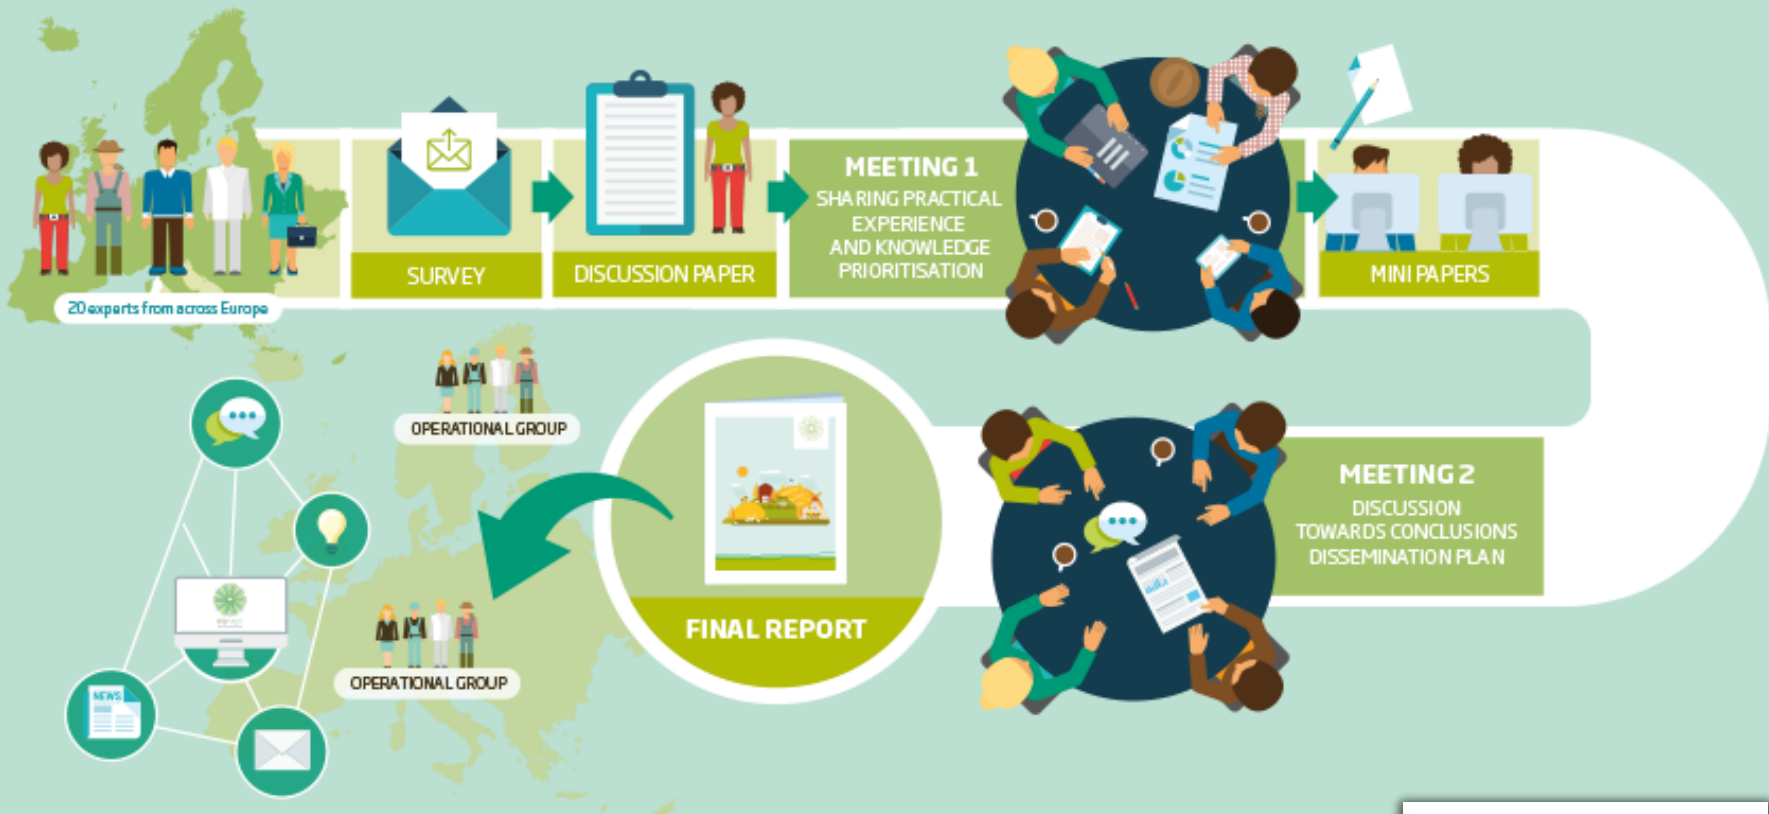 20 experts from across Europe
SURVEY
DISCUSSION PAPER
MEETING 1
SHARING PRACTICAL
EXPERIENCE
AND KNOWLEDGE
PRIORITISATION
MINI PAPERS
MEETING 2
DISCUSSION
TOWARDS CONCLUSIONS
DISSEMINATION PLAN
FINAL REPORT
OPERATIONAL GROUP
OPERATIONAL GROUP
NEWS